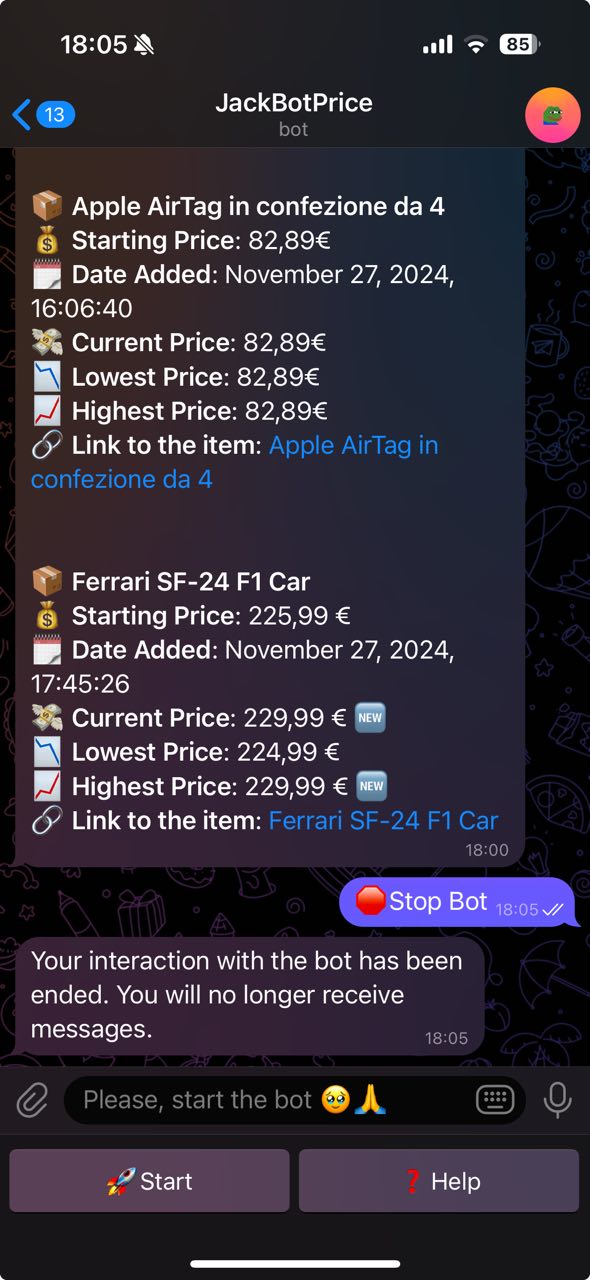 18:05
85
13
JackBotPrice
bot
📦 Apple AirTag in confezione da 4
💰 Starting Price: 82,89€
🗓 Date Added: November 27, 2024,
16:06:40
💸 Current Price: 82,89€
📉 Lowest Price: 82,89€
📈 Highest Price: 82,89€
🔗 Link to the item: Apple AirTag in
confezione da 4
📦 Ferrari SF-24 F1 Car
💰 Starting Price: 225,99 €
🗓 Date Added: November 27, 2024,
17:45:26
💸 Current Price: 229,99 € 🆕
📉 Lowest Price: 224,99 €
📈 Highest Price: 229,99 € 🆕
🔗 Link to the item: Ferrari SF-24 F1 Car
18:00
🛑Stop Bot 18:05
Your interaction with the bot has been
ended. You will no longer receive
messages.
18:05
Please, start the bot 🥹🙏
🚀 Start
❓ Help